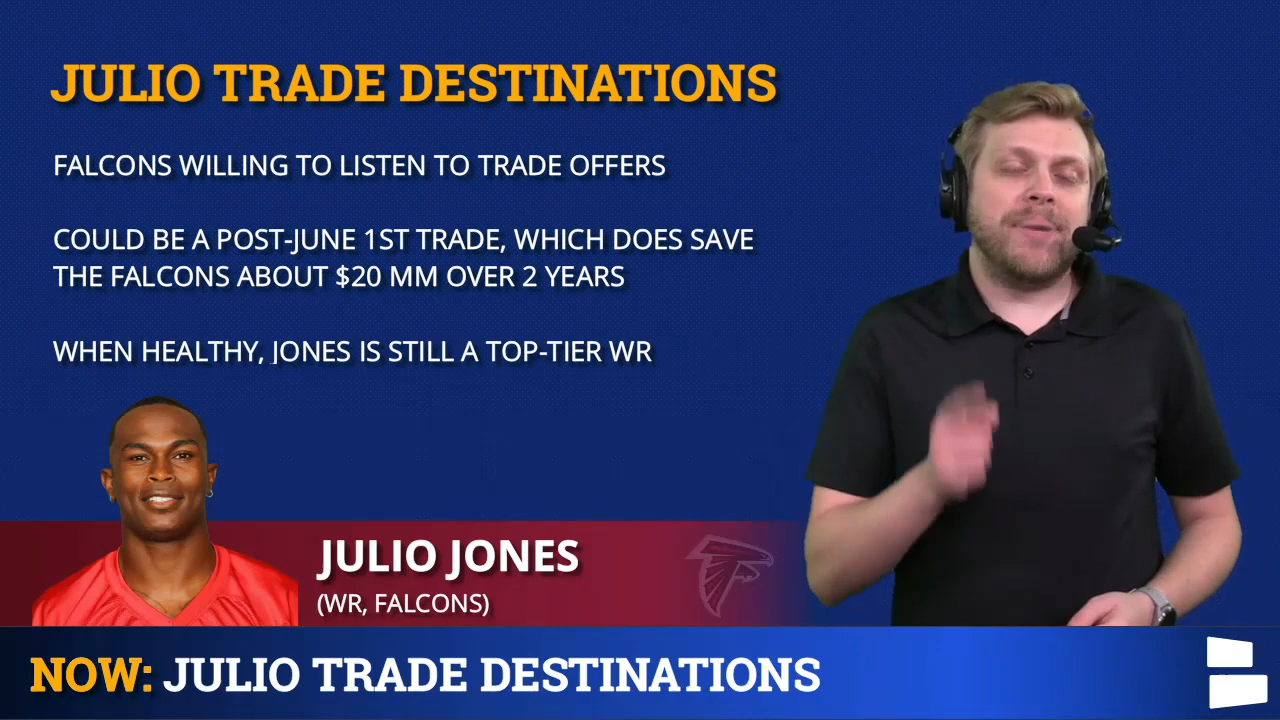 JULIO TRADE DESTINATIONS
FALCONS WILLING TO LISTEN TO TRADE OFFERS
COULD BE A POST-JUNE 1ST TRADE, WHICH DOES SAVE
THE FALCONS ABOUT $20 MM OVER 2 YEARS
WHEN HEALTHY, JONES IS STILL A TOP-TIER WR
JULIO JONES
(WR, FALCONS)
NOW: JULIO TRADE DESTINATIONS